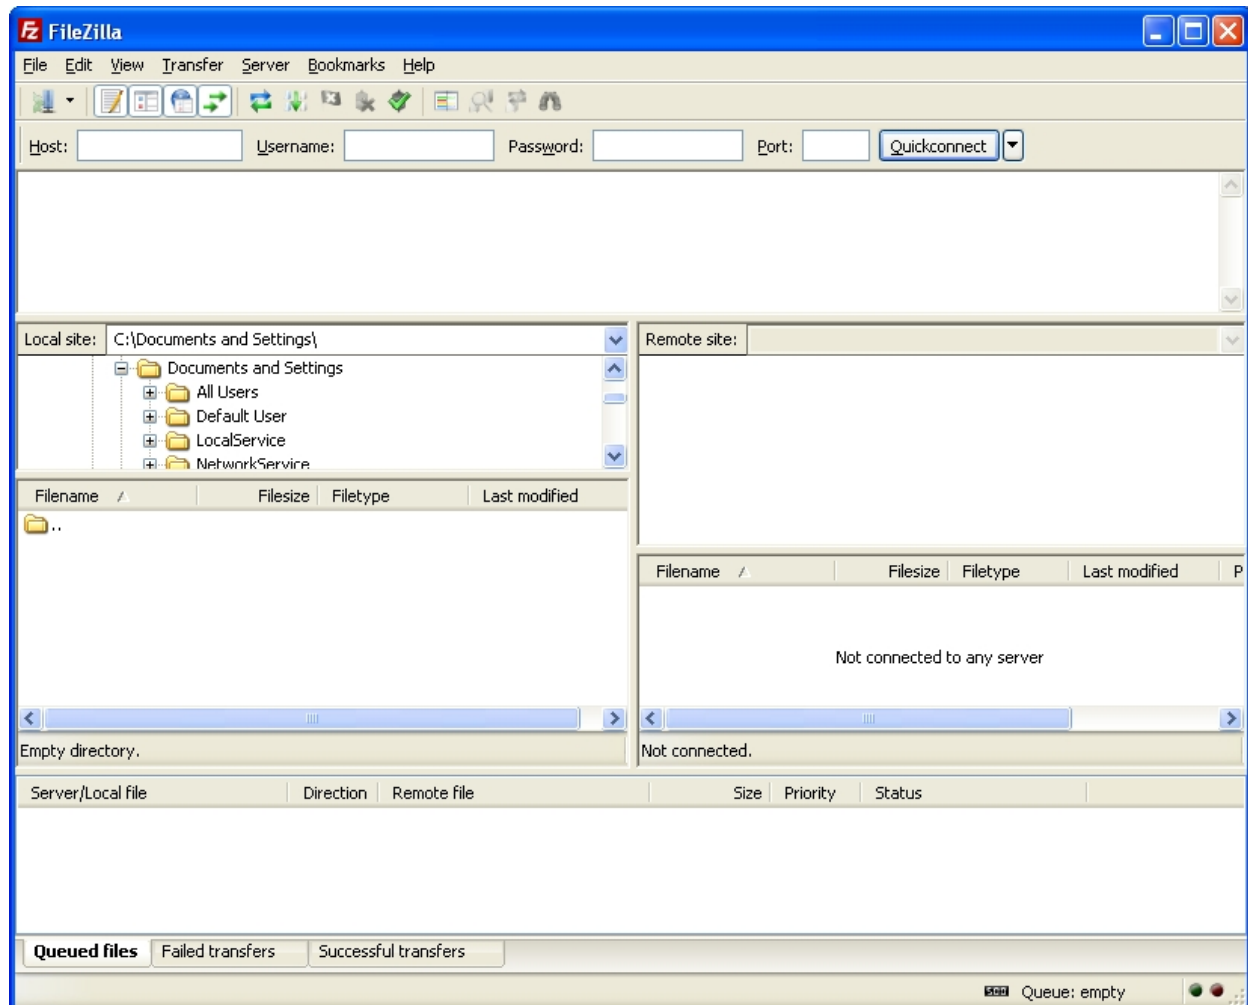 FileZilla
File Edit View Transfer Server Bookmarks Help
Host: Username: Password: Port: Quickconnect
Local site: C:\Documents and Settings\
Documents and Settings
All Users
Default User
LocalService
NetworkService
Filename Filesize Filetype Last modified
..
Empty directory.
Remote site:
Filename Filesize Filetype Last modified P
Not connected to any server
Not connected.
Server/Local file Direction Remote file Size Priority Status
Queued files Failed transfers Successful transfers
Queue: empty